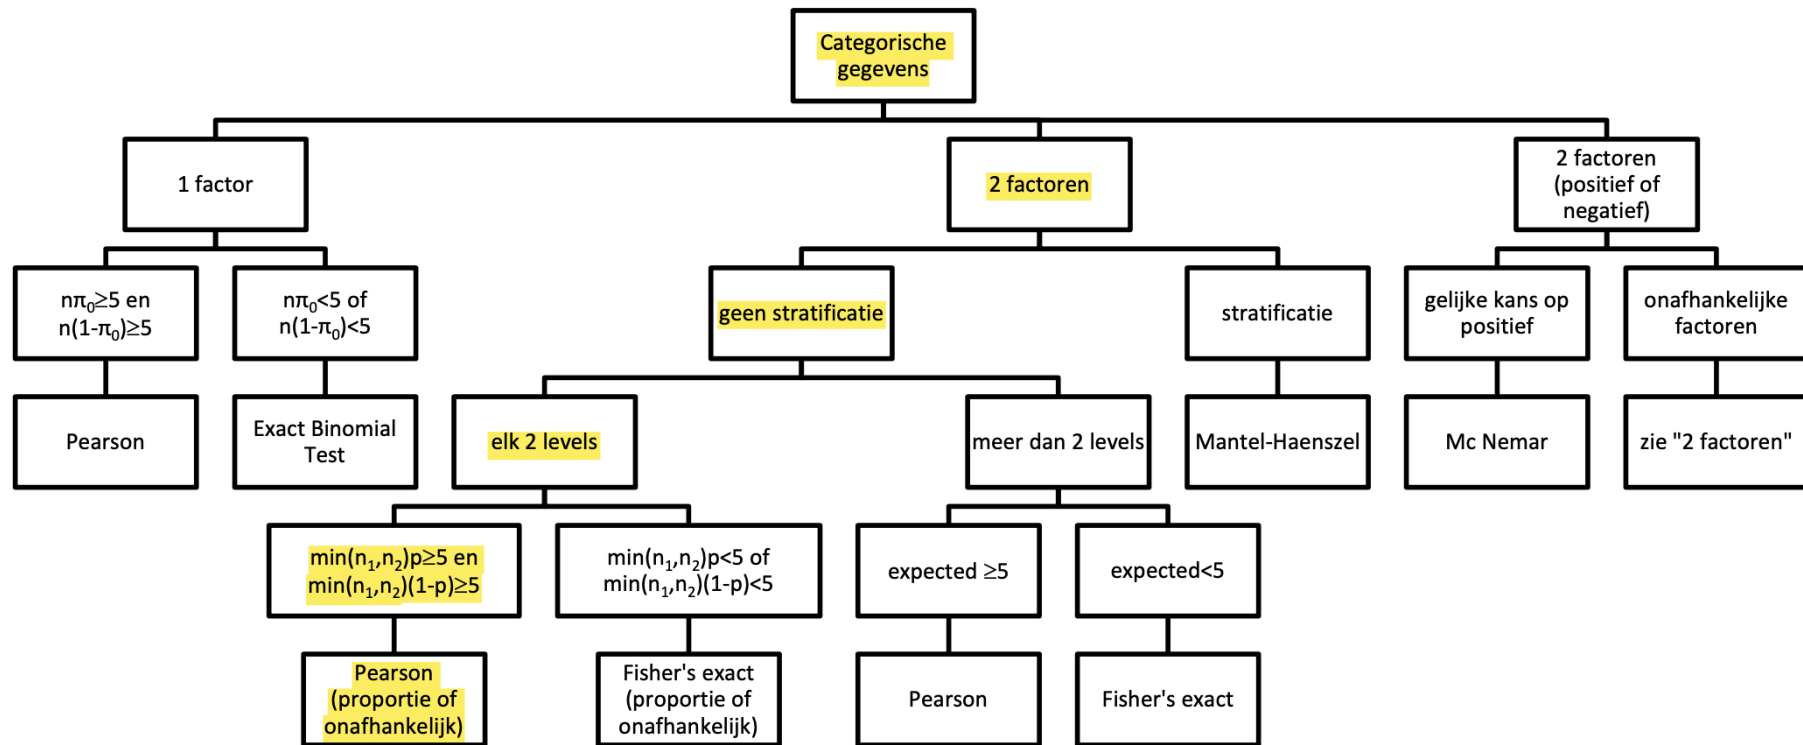 Categorische
gegevens
1 factor
2 factoren
2 factoren
(positief of
negatief)
nπ₀≥5 en
n(1-π₀)≥5
nπ₀<5 of
n(1-π₀)<5
geen stratificatie
stratificatie
gelijke kans op
positief
onafhankelijke
factoren
Pearson
Exact Binomial
Test
elk 2 levels
meer dan 2 levels
Mantel-Haenszel
Mc Nemar
zie "2 factoren"
min(n₁,n₂)p≥5 en
min(n₁,n₂)(1-p)≥5
min(n₁,n₂)p<5 of
min(n₁,n₂)(1-p)<5
expected ≥5
expected<5
Pearson
(proportie of
onafhankelijk)
Fisher's exact
(proportie of
onafhankelijk)
Pearson
Fisher's exact